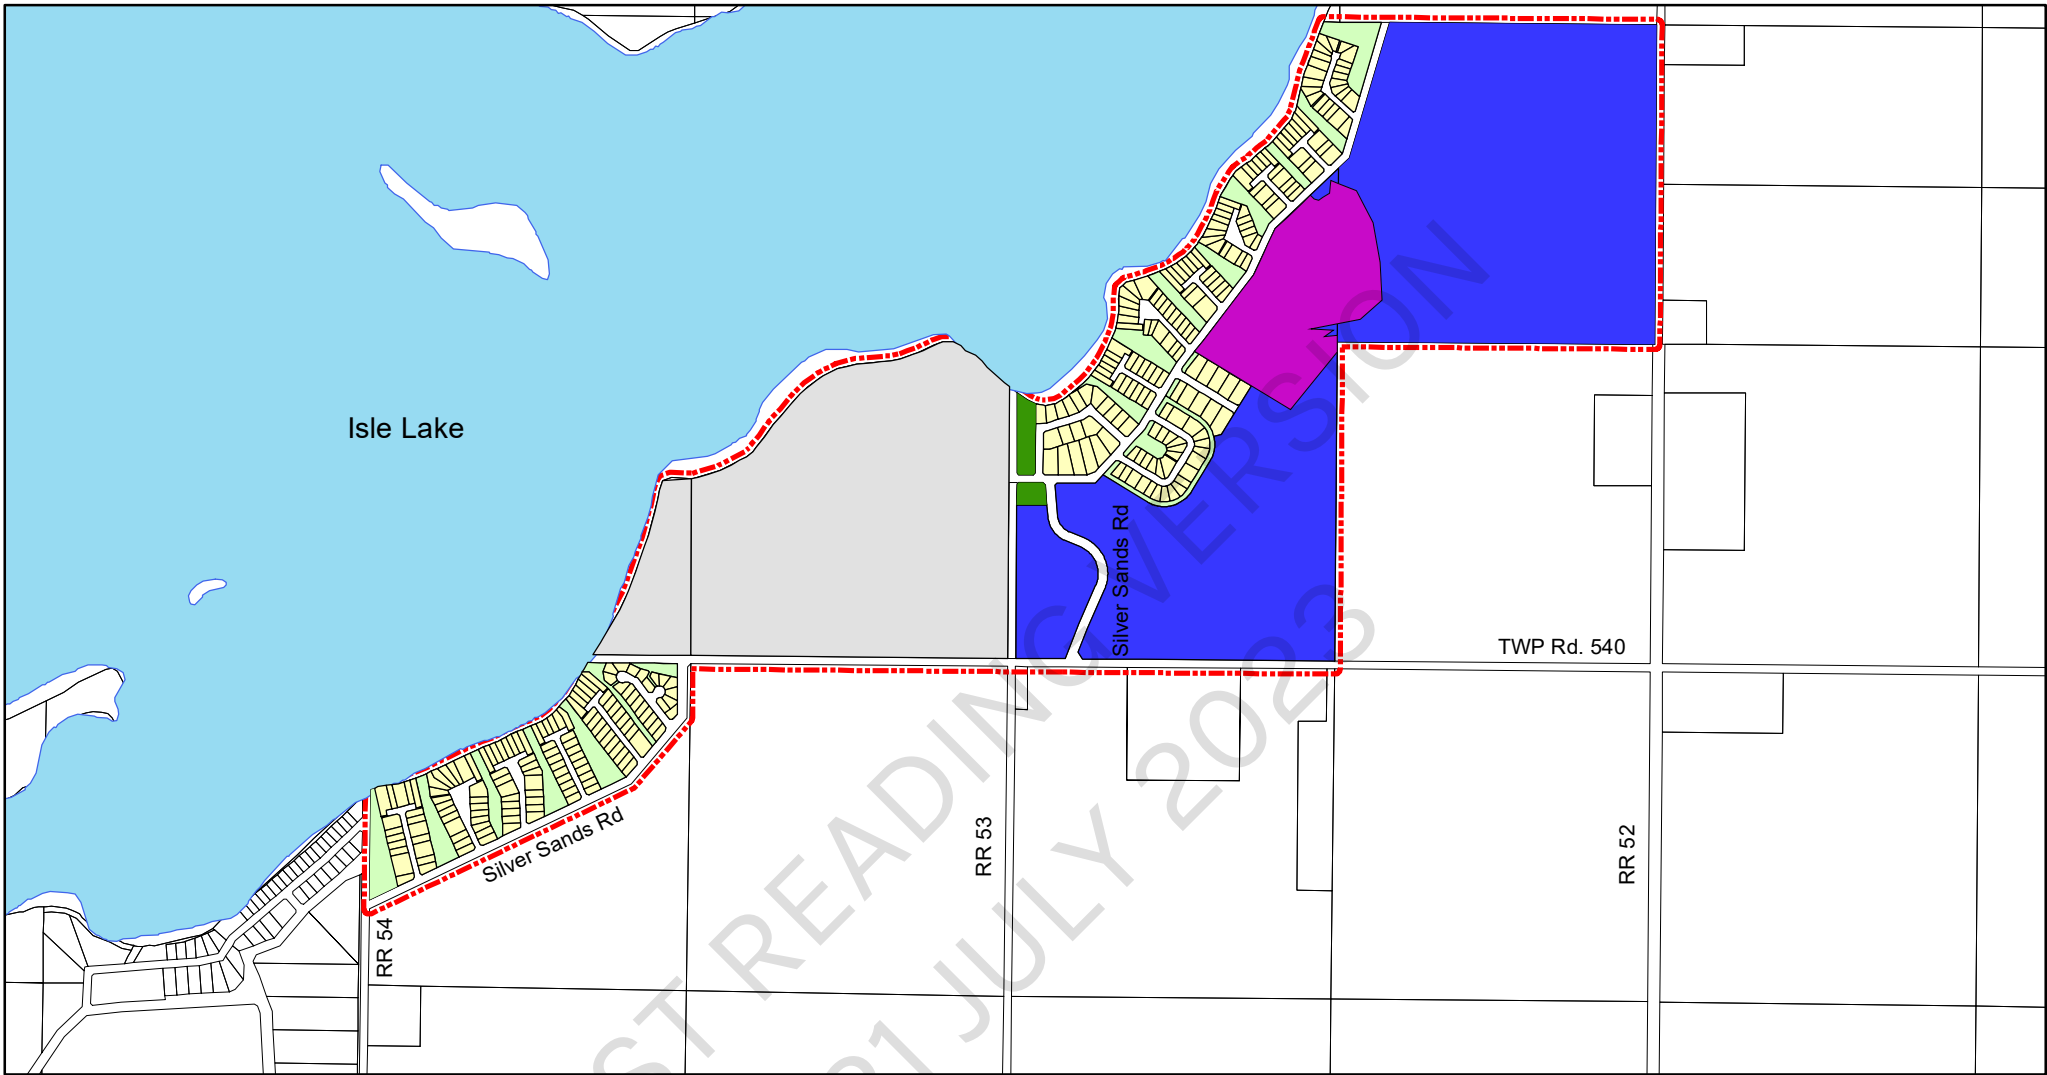 Isle Lake
Silver Sands Rd
TWP Rd. 540
Silver Sands Rd
RR 53
RR 52
RR 54
ST READING VERSION
JULY 2023